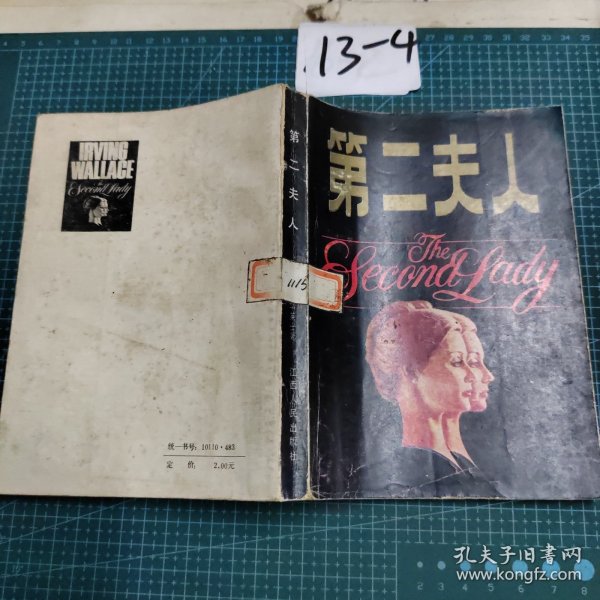 13-4
IRVING
WALLACE
The
Second Lady
统一书号：10110·483
定 价： 2.00元
第二夫人
1115
江西人民出版社
第二夫人
The
Second Lady
孔夫子旧书网
www.kongfz.com